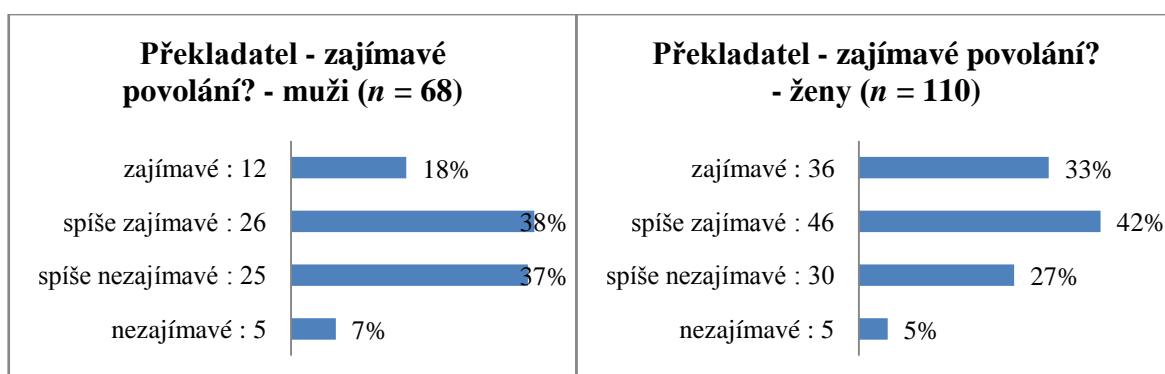 Překladatel - zajímavé
povolání? - muži (n = 68)
zajímavé : 12 18%
spíše zajímavé : 26 38%
spíše nezajímavé : 25 37%
nezajímavé : 5 7%
Překladatel - zajímavé povolání?
- ženy (n = 110)
zajímavé : 36 33%
spíše zajímavé : 46 42%
spíše nezajímavé : 30 27%
nezajímavé : 5 5%